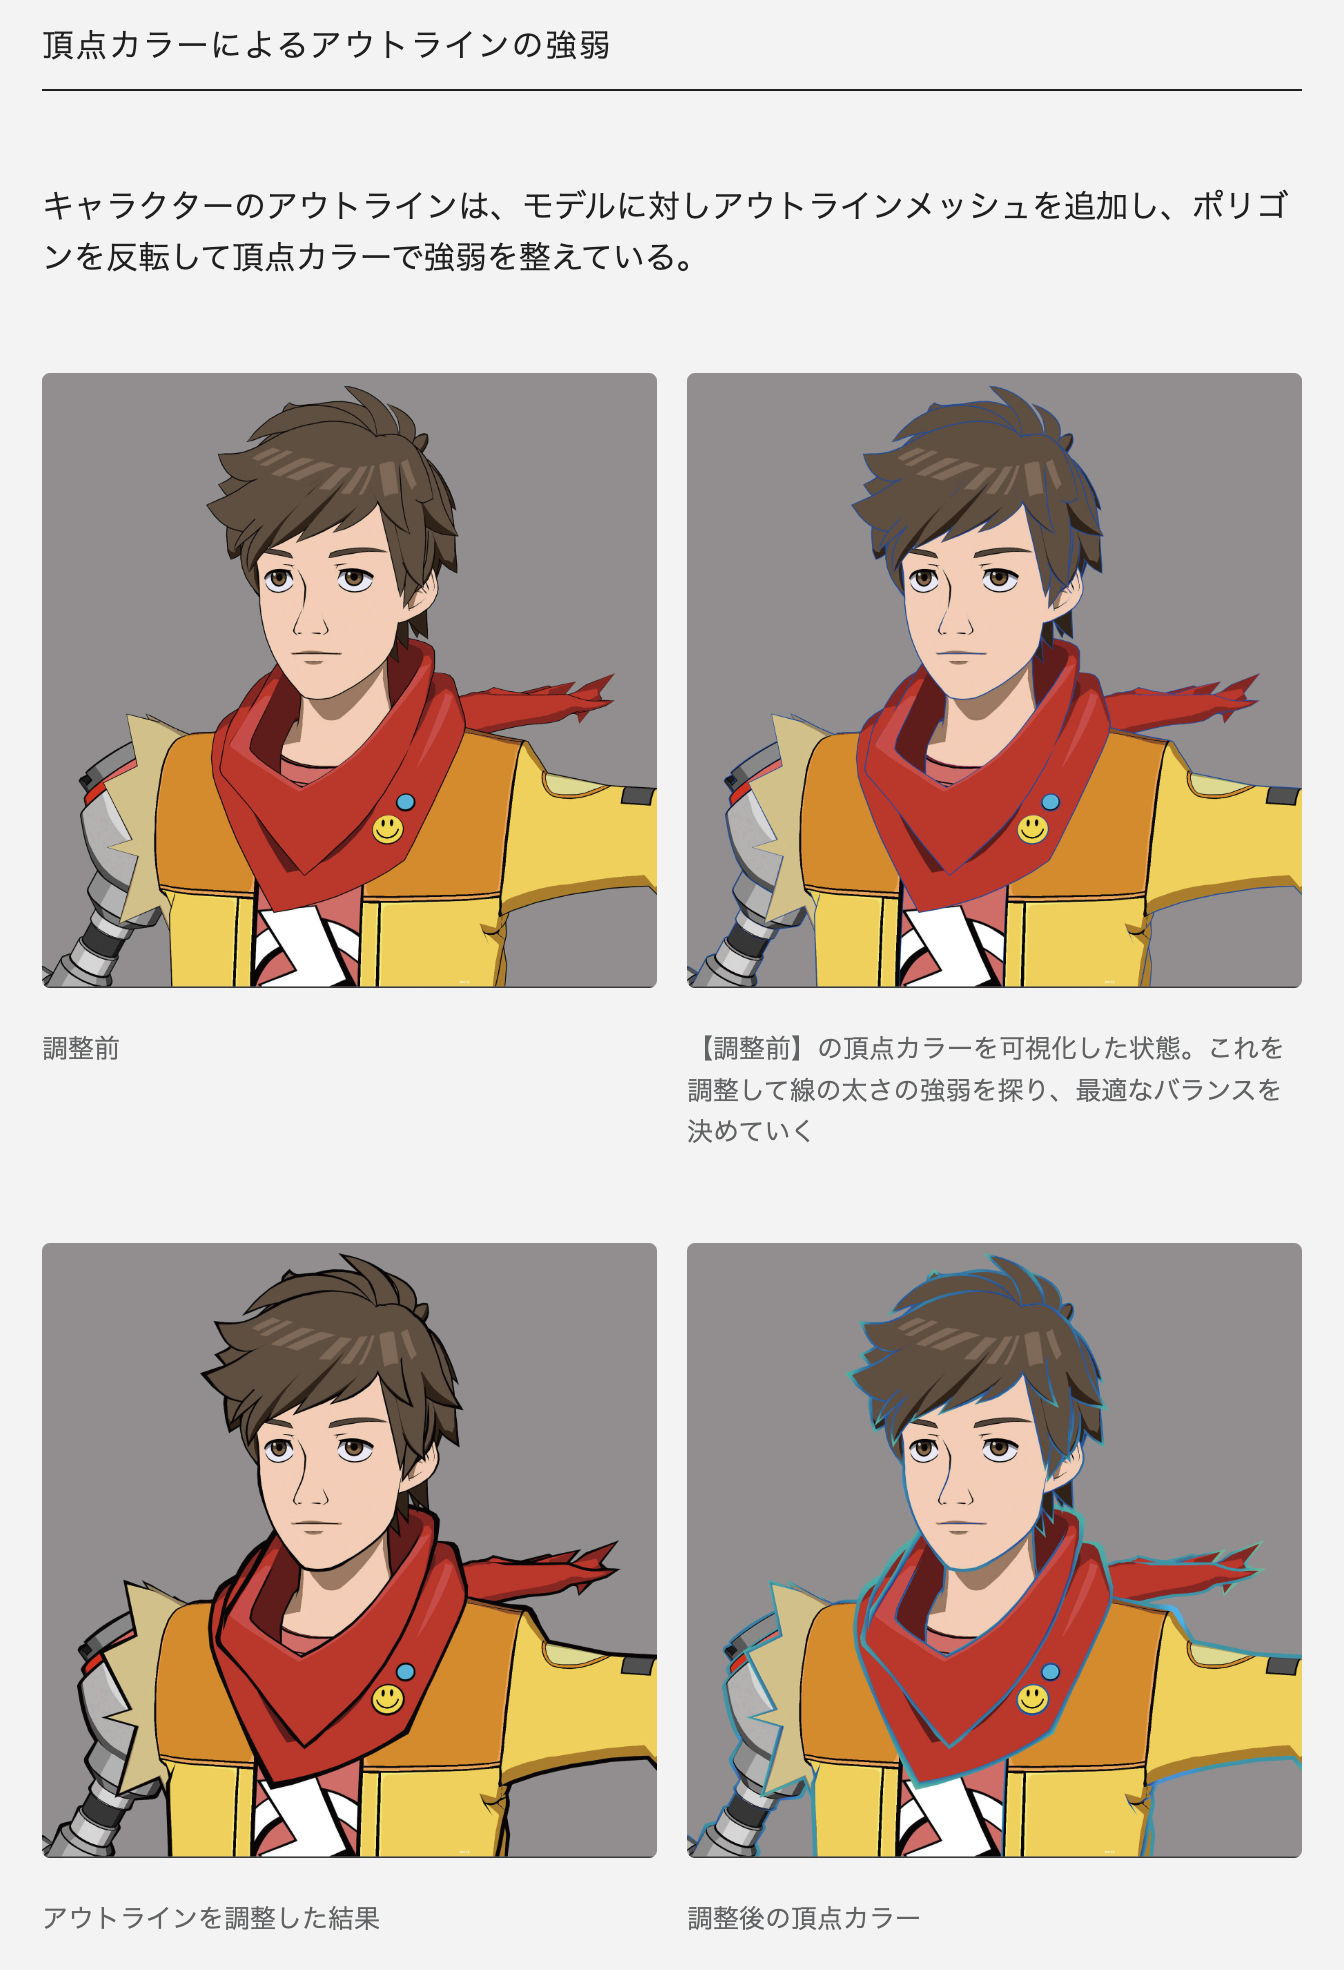 頂点カラーによるアウトラインの強弱
キャラクターのアウトラインは、モデルに対しアウトラインメッシュを追加し、ポリゴ
ンを反転して頂点カラーで強弱を整えている。
調整前
【調整前】の頂点カラーを可視化した状態。これを
調整して線の太さの強弱を探り、最適なバランスを
決めていく
アウトラインを調整した結果
調整後の頂点カラー